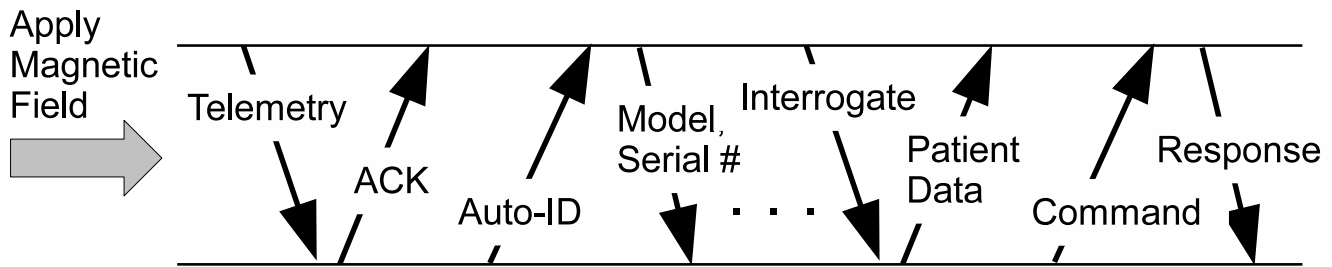 Apply
Magnetic
Field
Telemetry
ACK
Auto-ID
Model,
Serial #
. . .
Interrogate
Patient
Data
Command
Response